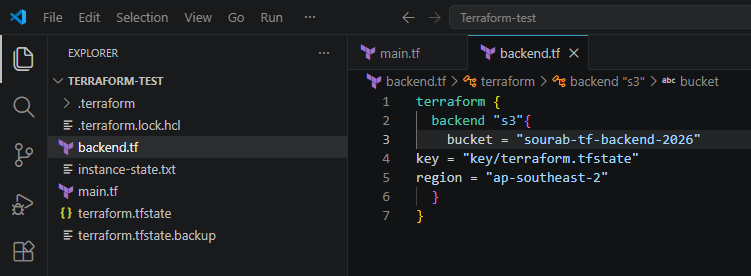 File Edit Selection View Go Run ··· Terraform-test
EXPLORER ···
TERRAFORM-TEST
.terraform
.terraform.lock.hcl
backend.tf
instance-state.txt
main.tf
{} terraform.tfstate
terraform.tfstate.backup
main.tf backend.tf
backend.tf > terraform > backend "s3" > abc bucket
1 terraform {
2   backend "s3"{
3     bucket = "sourab-tf-backend-2026"
4 key = "key/terraform.tfstate"
5 region = "ap-southeast-2"
6   }
7 }